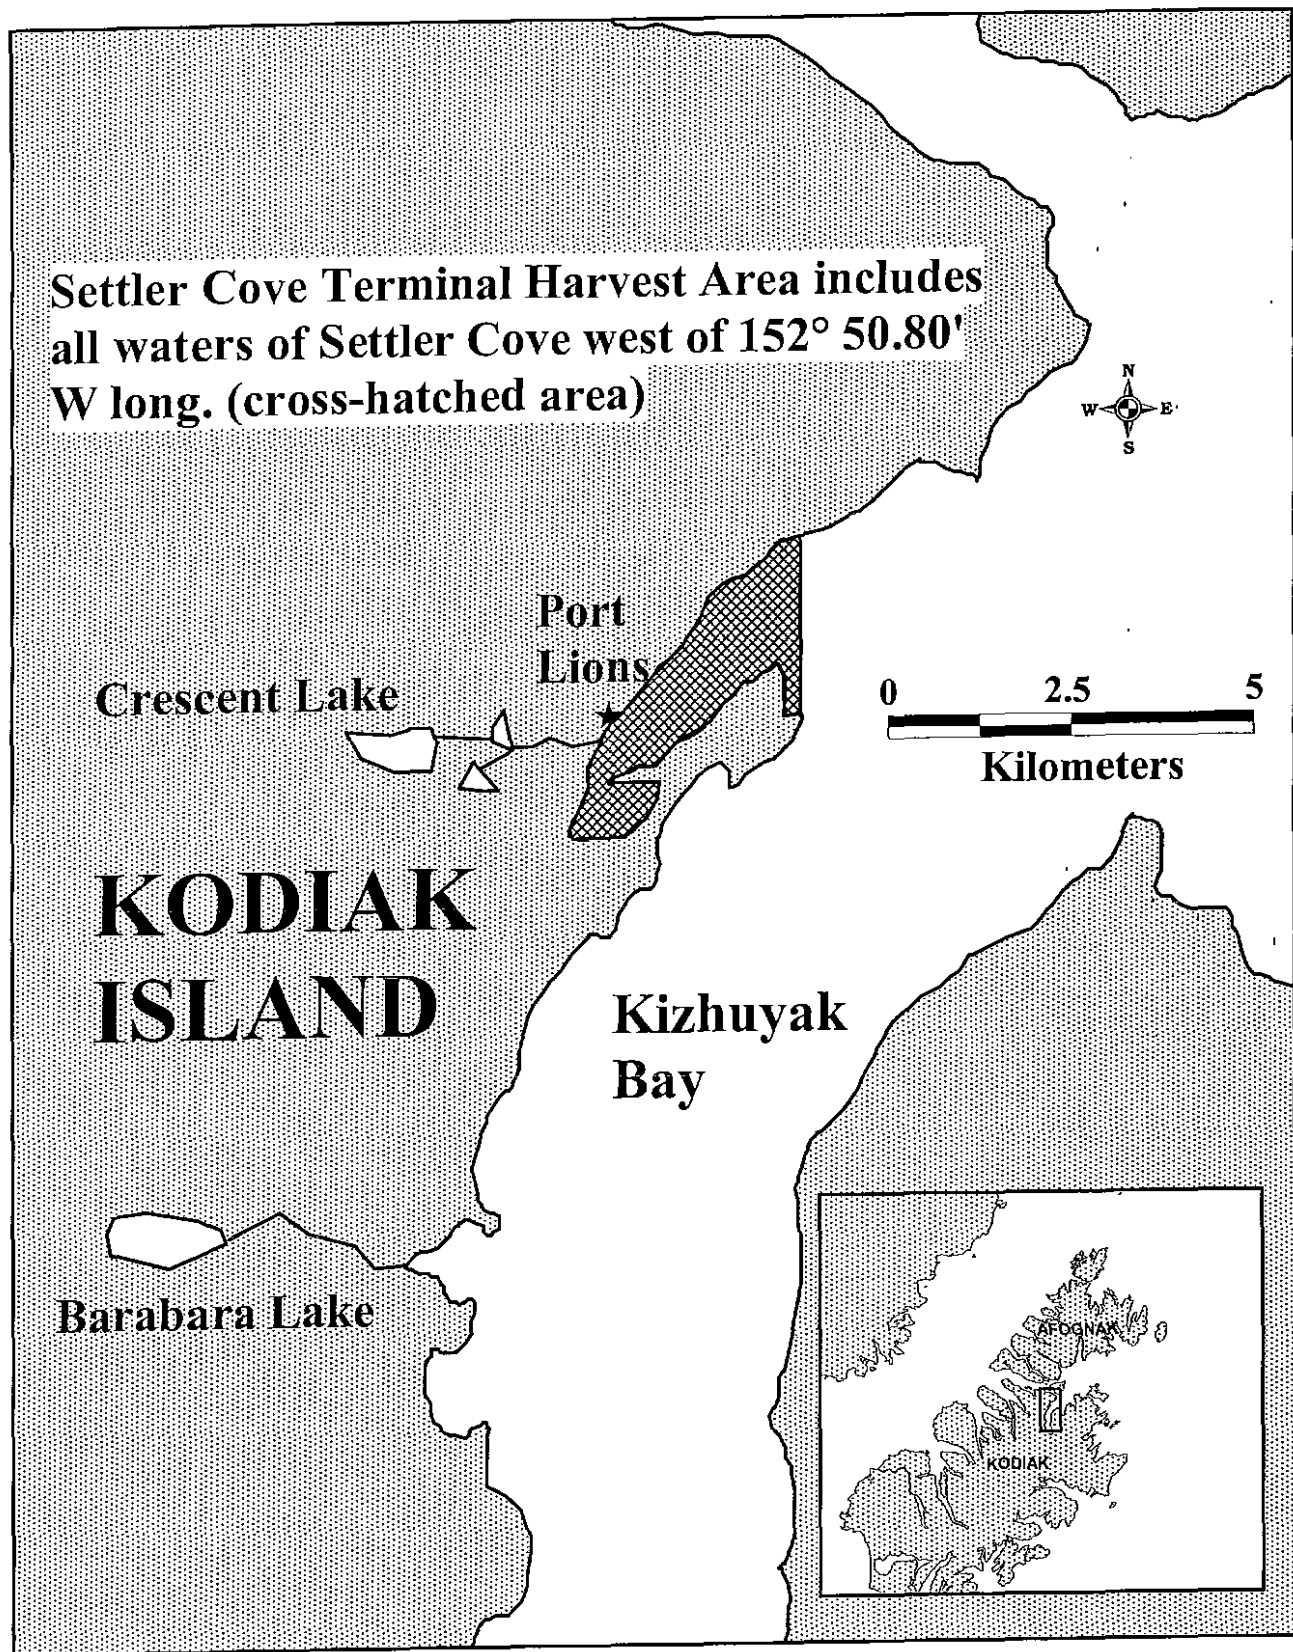 Settler Cove Terminal Harvest Area includes
all waters of Settler Cove west of 152° 50.80'
W long. (cross-hatched area)
N
W E
S
Port
Lions
Crescent Lake
0 2.5 5
Kilometers
KODIAK
ISLAND
Kizhuyak
Bay
Barabara Lake
AFOGNAK
KODIAK